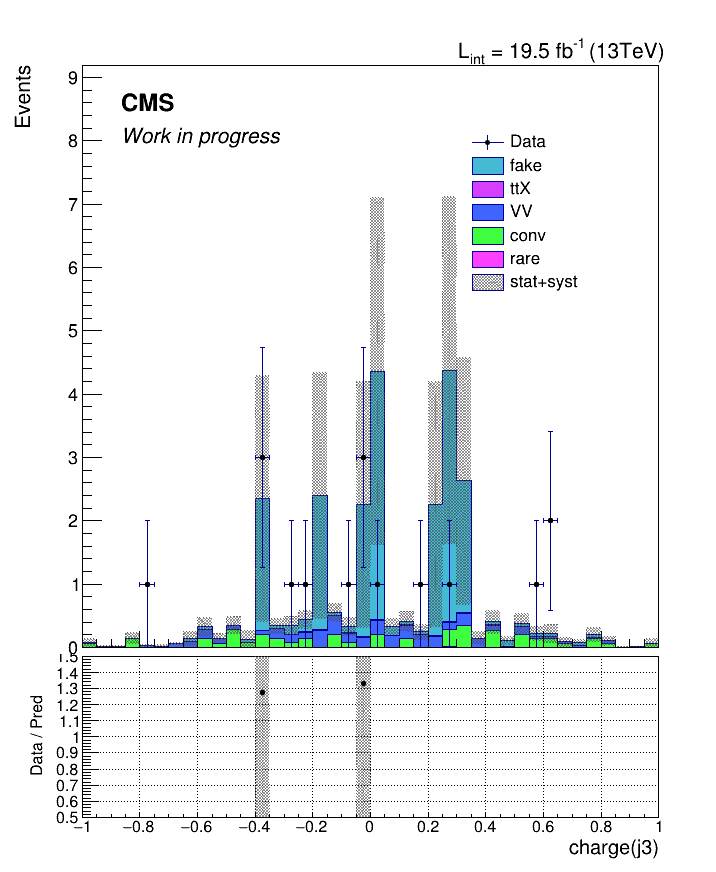 L_int = 19.5 fb^-1 (13TeV)
Events
CMS
Work in progress
Data
fake
ttX
VV
conv
rare
stat+syst
9
8
7
6
5
4
3
2
1
0
Data / Pred
1.5
1.4
1.3
1.2
1.1
1
0.9
0.8
0.7
0.6
0.5
−1 −0.8 −0.6 −0.4 −0.2 0 0.2 0.4 0.6 0.8 1
charge(j3)